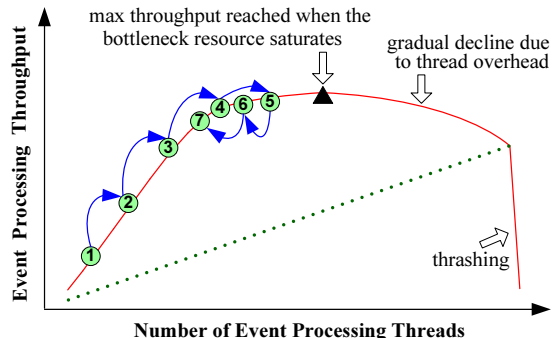 max throughput reached when the
bottleneck resource saturates
gradual decline due
to thread overhead
Event Processing Throughput
5
4
6
7
3
2
1
thrashing
Number of Event Processing Threads